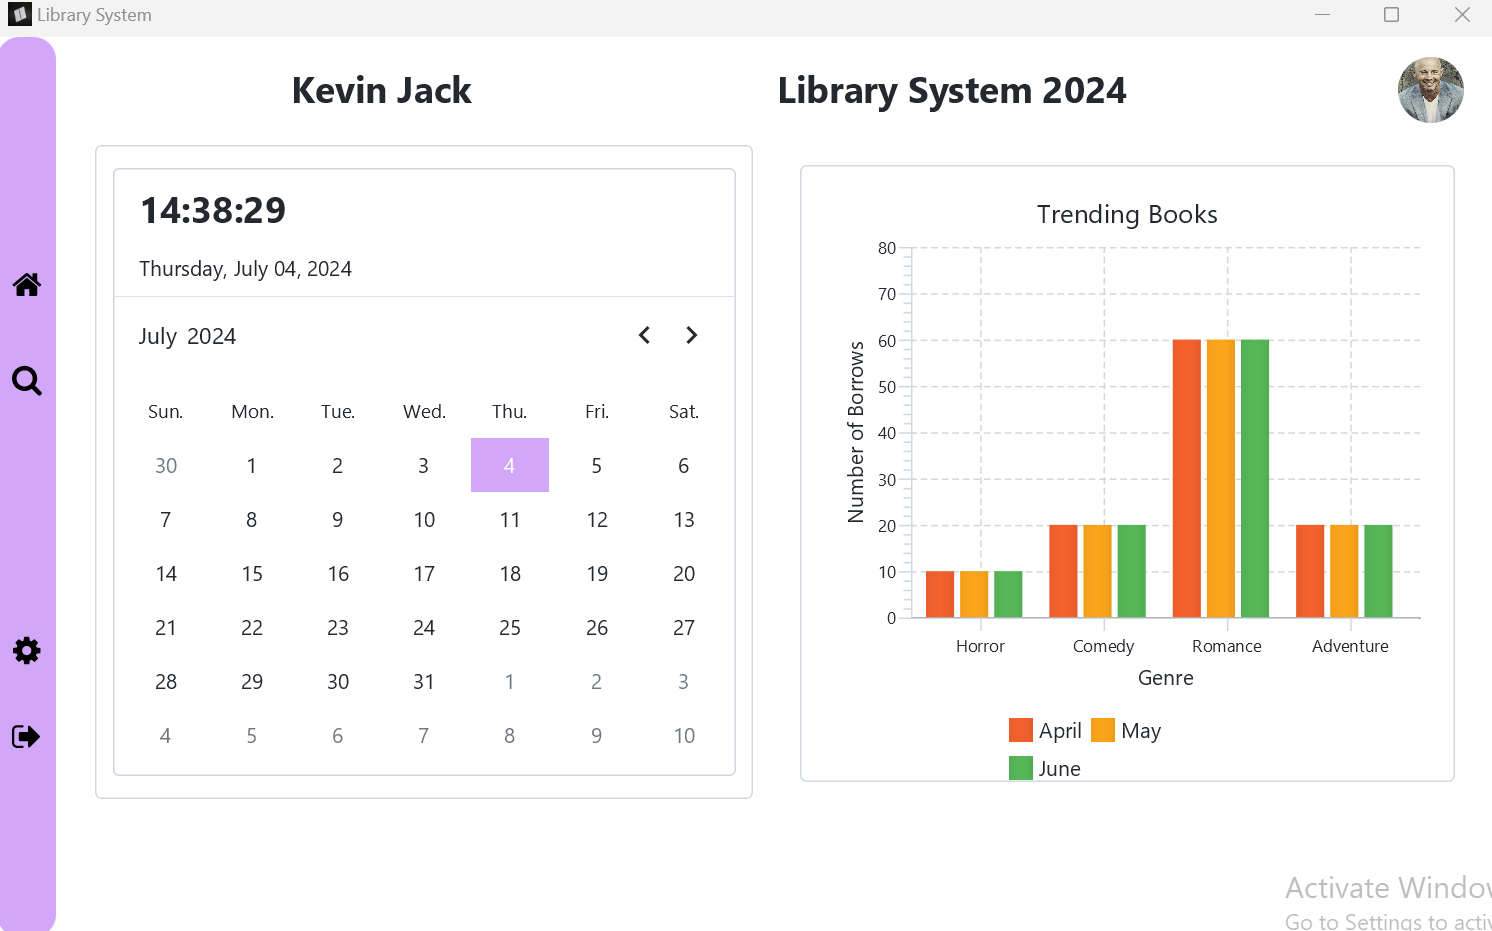 Library System
Kevin Jack
Library System 2024
14:38:29
Thursday, July 04, 2024
July 2024
Sun. Mon. Tue. Wed. Thu. Fri. Sat.
30 1 2 3 4 5 6
7 8 9 10 11 12 13
14 15 16 17 18 19 20
21 22 23 24 25 26 27
28 29 30 31 1 2 3
4 5 6 7 8 9 10
Trending Books
80
70
60
50
40
30
20
10
0
Number of Borrows
Horror Comedy Romance Adventure
Genre
April May
June
Activate Windo
Go to Settings to activ